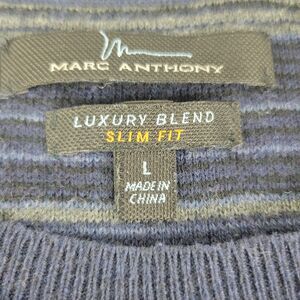 MARC ANTHONY
LUXURY BLEND
SLIM FIT
L
MADE IN
CHINA